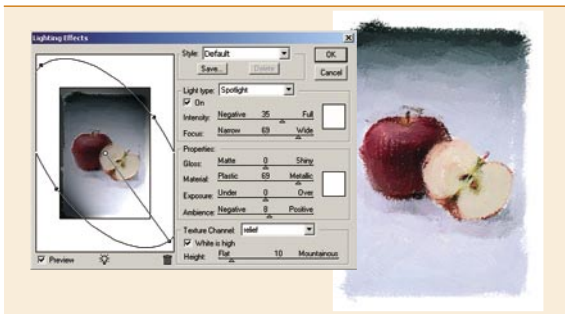 Lighting Effects
Style: Default
OK
Save... Delete
Cancel
Light type: Spotlight
On
Intensity: Negative 35 Full
Focus: Narrow 69 Wide
Properties:
Gloss: Matte 0 Shiny
Material: Plastic 69 Metallic
Exposure: Under 0 Over
Ambience: Negative 8 Positive
Texture Channel: relief
White is high
Height: Flat 10 Mountainous
Preview